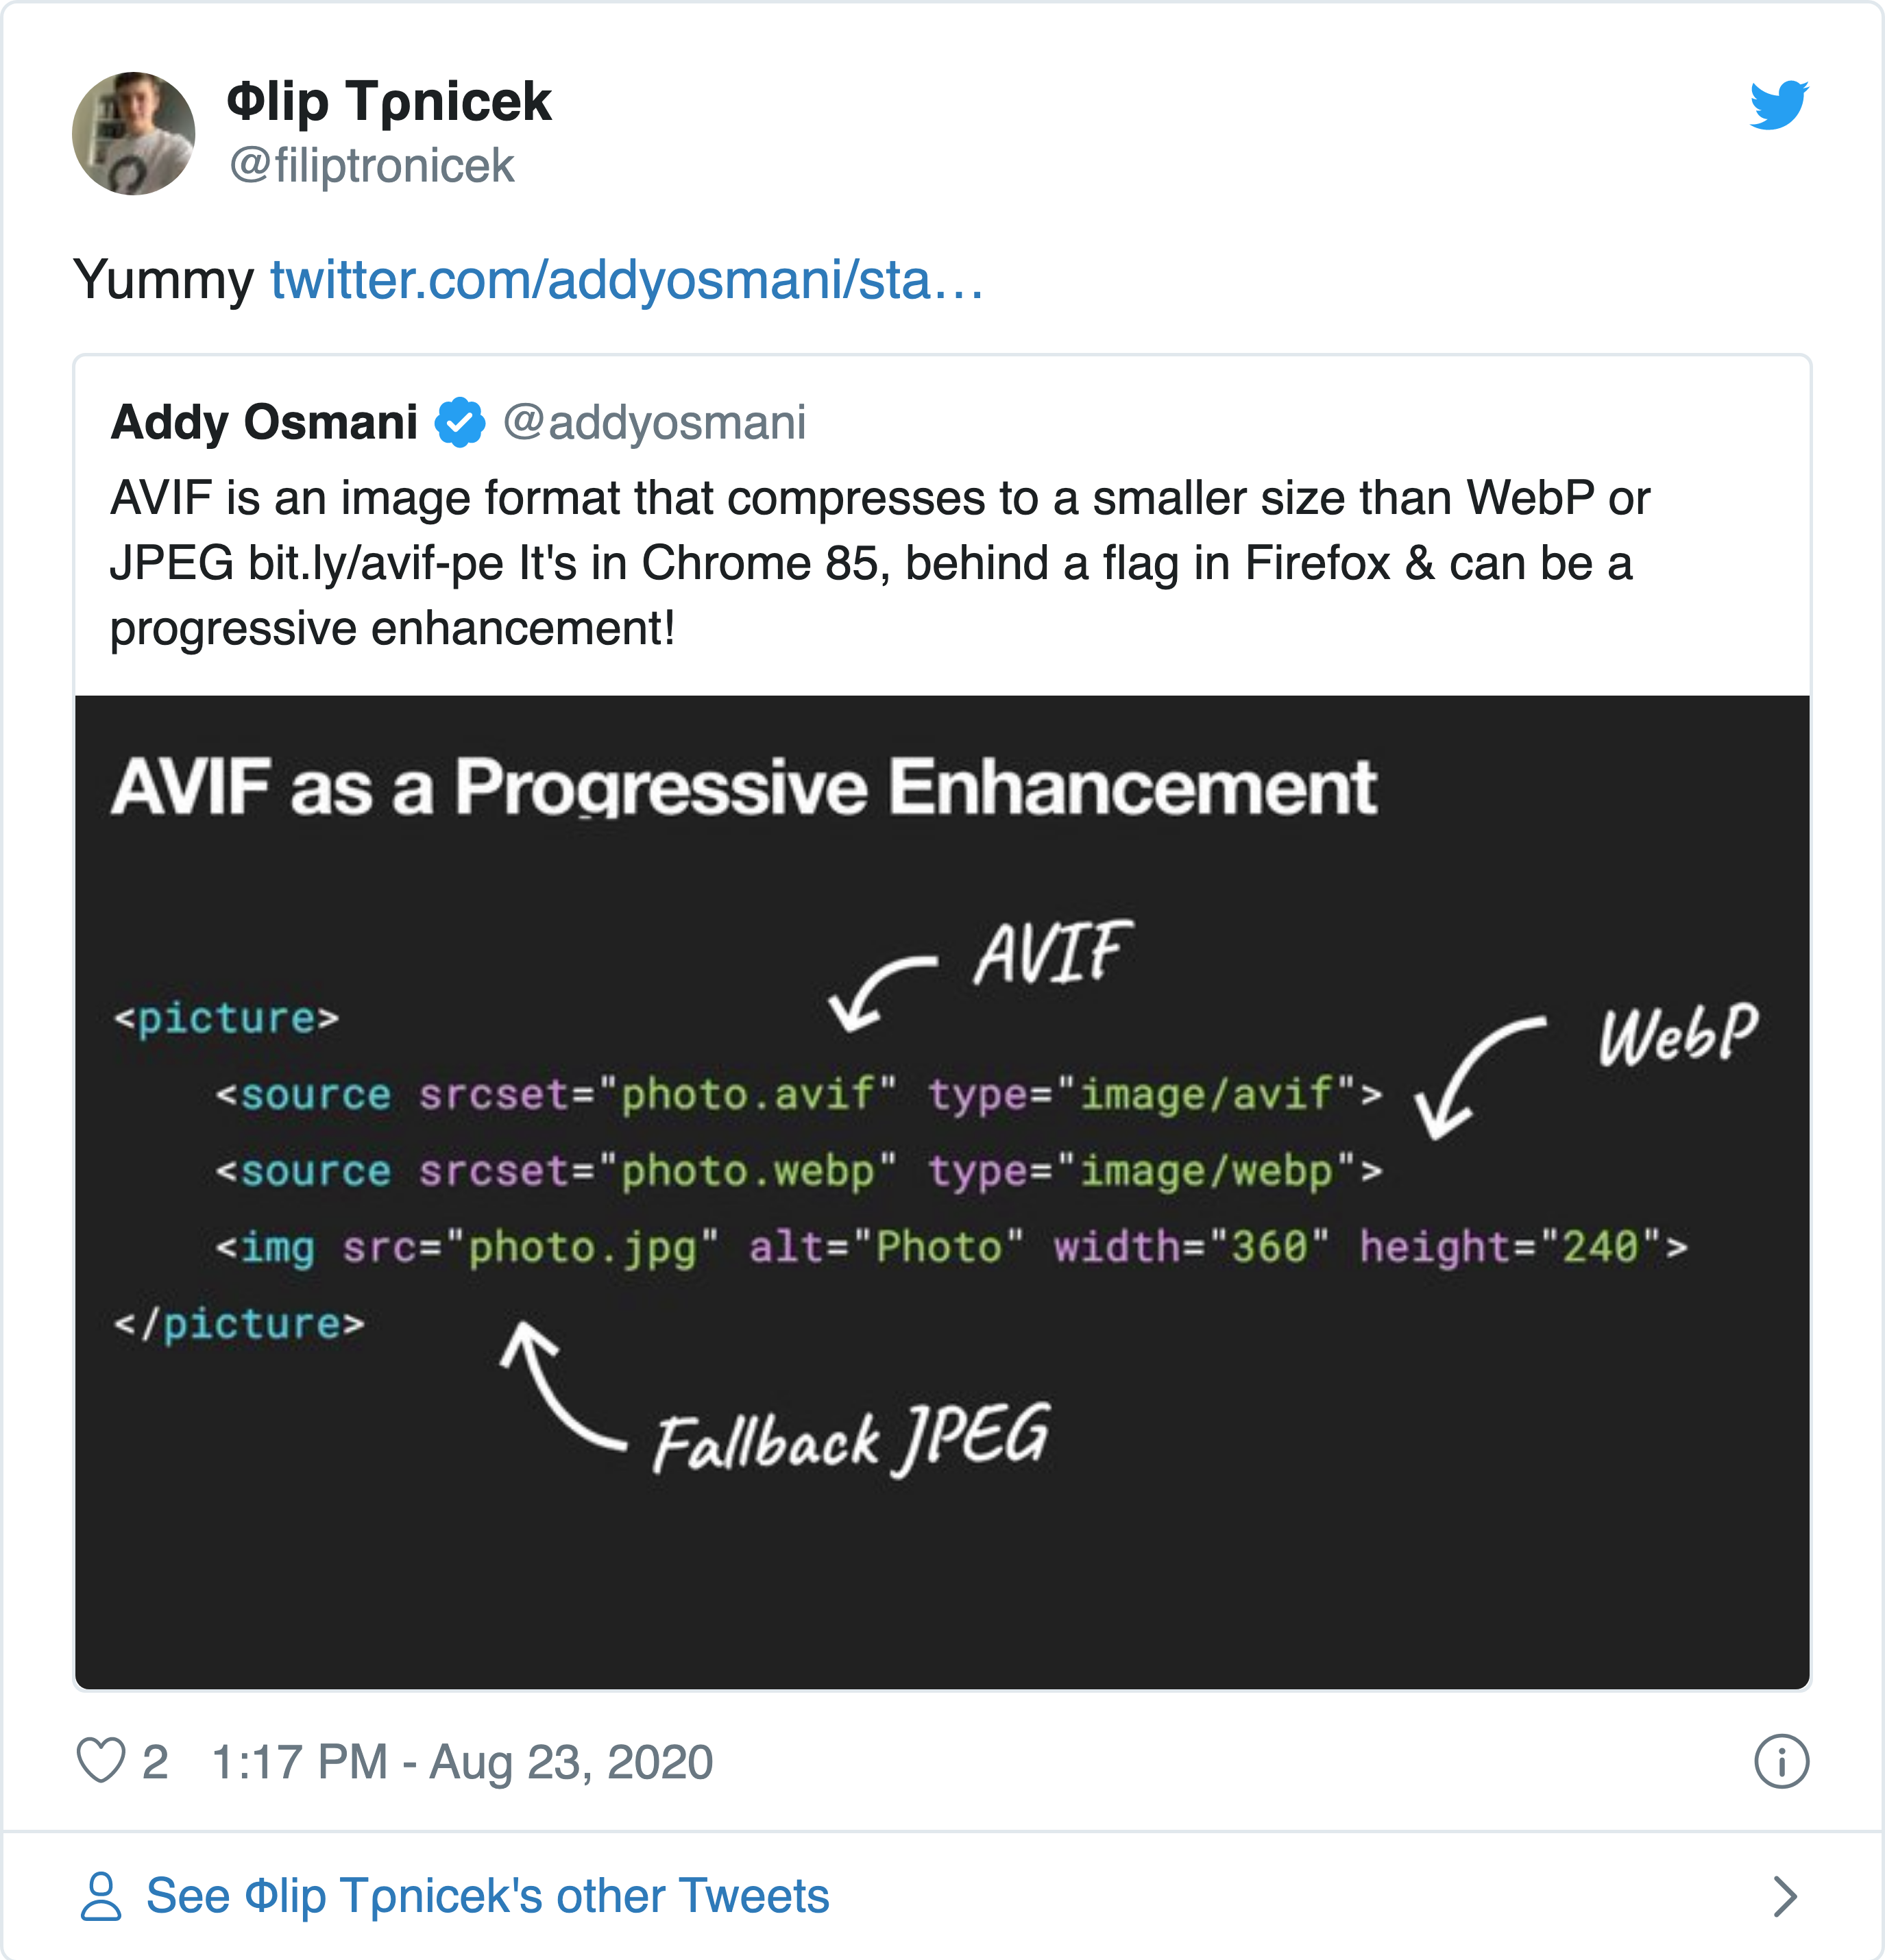 Φlip Tρnicek
@filiptronicek
Yummy twitter.com/addyosmani/sta…
Addy Osmani @addyosmani
AVIF is an image format that compresses to a smaller size than WebP or
JPEG bit.ly/avif-pe It's in Chrome 85, behind a flag in Firefox & can be a
progressive enhancement!
AVIF as a Progressive Enhancement
AVIF
WebP
<picture>
<source srcset="photo.avif" type="image/avif">
<source srcset="photo.webp" type="image/webp">
<img src="photo.jpg" alt="Photo" width="360" height="240">
</picture>
Fallback JPEG
2 1:17 PM - Aug 23, 2020
See Φlip Tρnicek's other Tweets